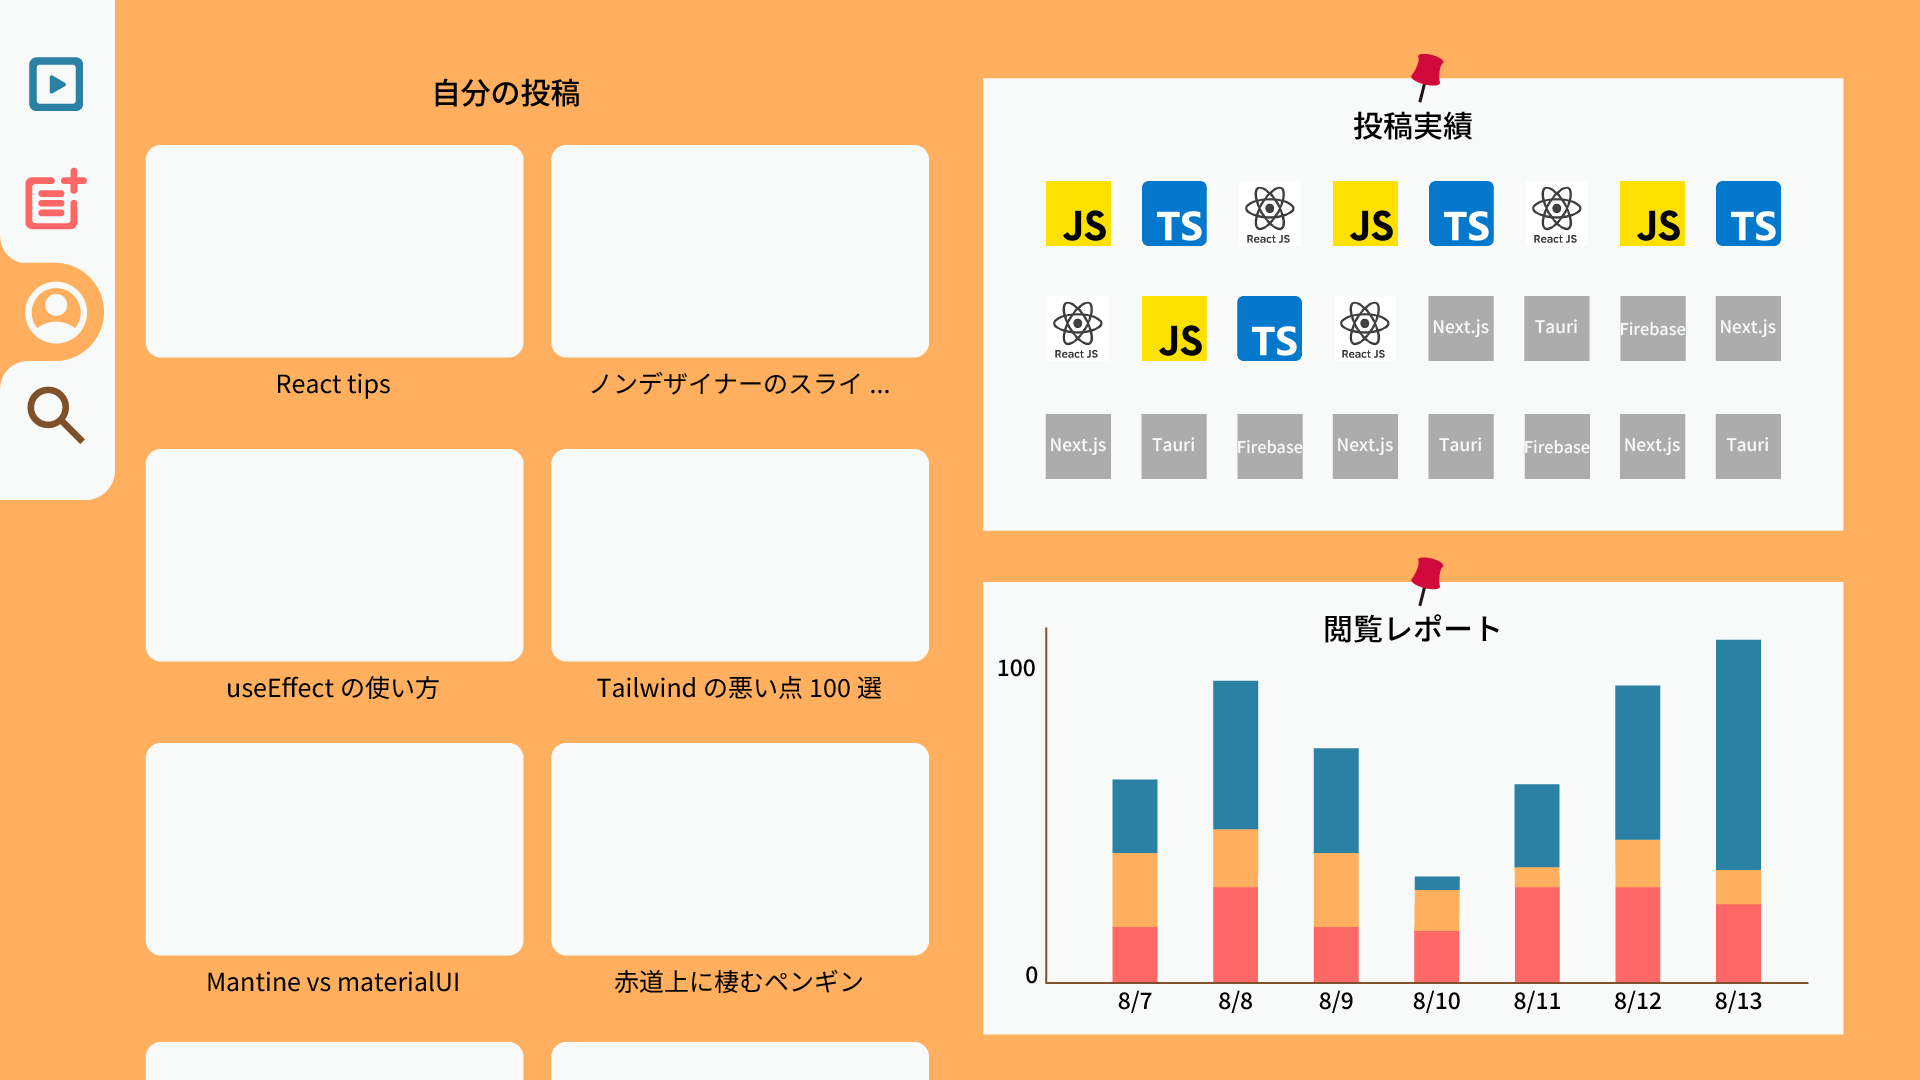 自分の投稿
React tips
ノンデザイナーのスライ ...
useEffect の使い方
Tailwind の悪い点 100 選
Mantine vs materialUI
赤道上に棲むペンギン
投稿実績
JS TS React JS JS TS React JS JS TS
React JS JS TS React JS Next.js Tauri Firebase Next.js
Next.js Tauri Firebase Next.js Tauri Firebase Next.js Tauri
閲覧レポート
100
0
8/7 8/8 8/9 8/10 8/11 8/12 8/13